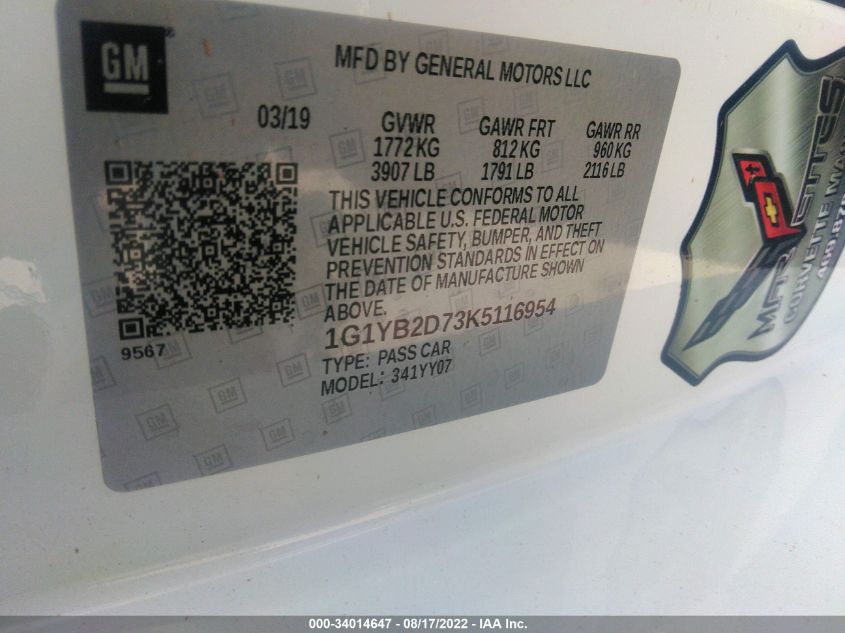 GM
MFD BY GENERAL MOTORS LLC
03/19 GVWR GAWR FRT GAWR RR
1772 KG 812 KG 960 KG
3907 LB 1791 LB 2116 LB
THIS VEHICLE CONFORMS TO ALL
APPLICABLE U.S. FEDERAL MOTOR
VEHICLE SAFETY, BUMPER, AND THEFT
PREVENTION STANDARDS IN EFFECT ON
THE DATE OF MANUFACTURE SHOWN
ABOVE.
1G1YB2D73K5116954
9567
TYPE: PASS CAR
MODEL: 341YY07
CORVETTE
000-34014647 - 08/17/2022 - IAA Inc.